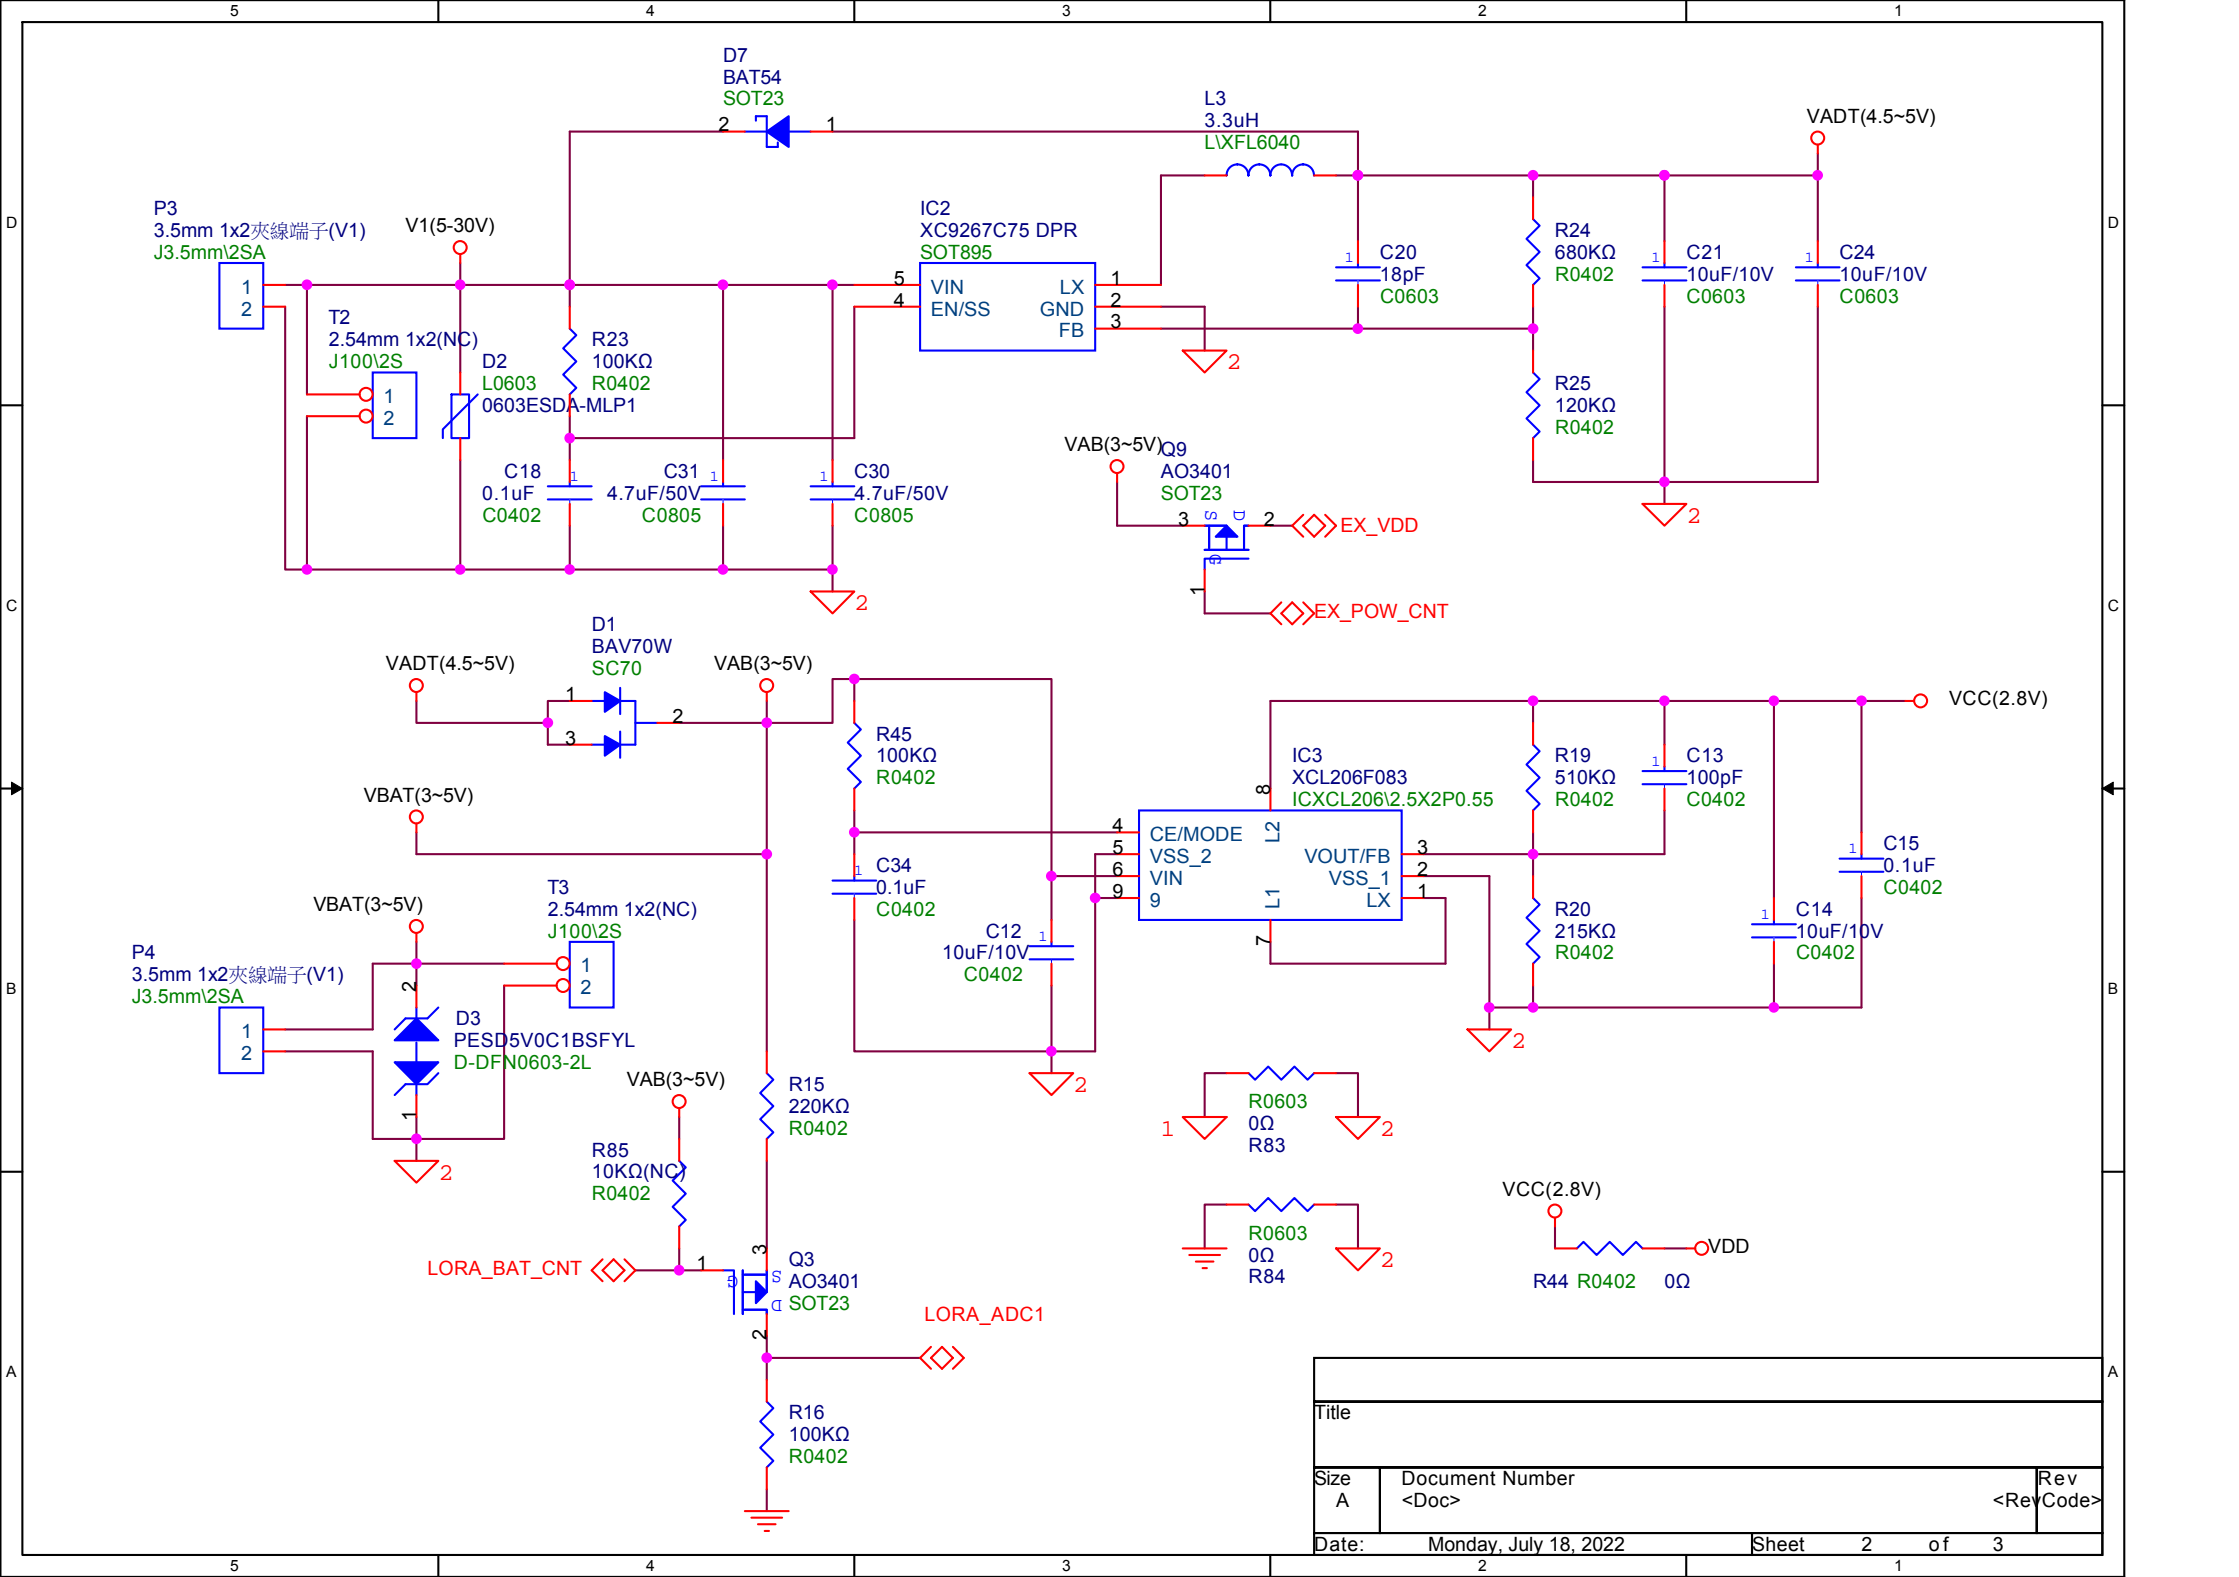 5
4
3
2
1
D
C
B
A
D
C
B
A
D7
BAT54
SOT23
2
1
L3
3.3uH
L\XFL6040
VADT(4.5~5V)
P3
3.5mm 1x2夾線端子(V1)
J3.5mm\2SA
1
2
V1(5-30V)
T2
2.54mm 1x2(NC)
J100\2S
1
2
D2
L0603
0603ESDA-MLP1
R23
100KΩ
R0402
IC2
XC9267C75 DPR
SOT895
5
VIN
4
EN/SS
LX
1
GND
2
FB
3
2
C20
18pF
C0603
1
R24
680KΩ
R0402
C21
10uF/10V
C0603
1
C24
10uF/10V
C0603
1
R25
120KΩ
R0402
2
C18
0.1uF
C0402
1
C31
4.7uF/50V
C0805
1
C30
4.7uF/50V
C0805
1
2
VAB(3~5V)
Q9
AO3401
SOT23
3
S
D
2
G
1
EX_VDD
EX_POW_CNT
D1
BAV70W
SC70
VADT(4.5~5V)
1
3
2
VAB(3~5V)
VBAT(3~5V)
R45
100KΩ
R0402
C34
0.1uF
C0402
1
C12
10uF/10V
C0402
1
2
IC3
XCL206F083
ICXCL206\2.5X2P0.55
8
4
CE/MODE
5
VSS_2
6
VIN
9
9
L2
L1
7
VOUT/FB
3
VSS_1
2
LX
1
VCC(2.8V)
R19
510KΩ
R0402
C13
100pF
C0402
1
R20
215KΩ
R0402
C14
10uF/10V
C0402
1
C15
0.1uF
C0402
1
2
VBAT(3~5V)
T3
2.54mm 1x2(NC)
J100\2S
1
2
P4
3.5mm 1x2夾線端子(V1)
J3.5mm\2SA
1
2
2
D3
PESD5V0C1BSFYL
D-DFN0603-2L
1
2
VAB(3~5V)
R85
10KΩ(NC)
R0402
R15
220KΩ
R0402
LORA_BAT_CNT
1
3
G
S
D
2
Q3
AO3401
SOT23
LORA_ADC1
R16
100KΩ
R0402
1
R0603
0Ω
R83
2
R0603
0Ω
R84
2
VCC(2.8V)
VDD
R44 R0402 0Ω
Title
Size
A
Document Number
<Doc>
Rev
<RevCode>
Date:
Monday, July 18, 2022
Sheet 2 of 3
5
4
3
2
1